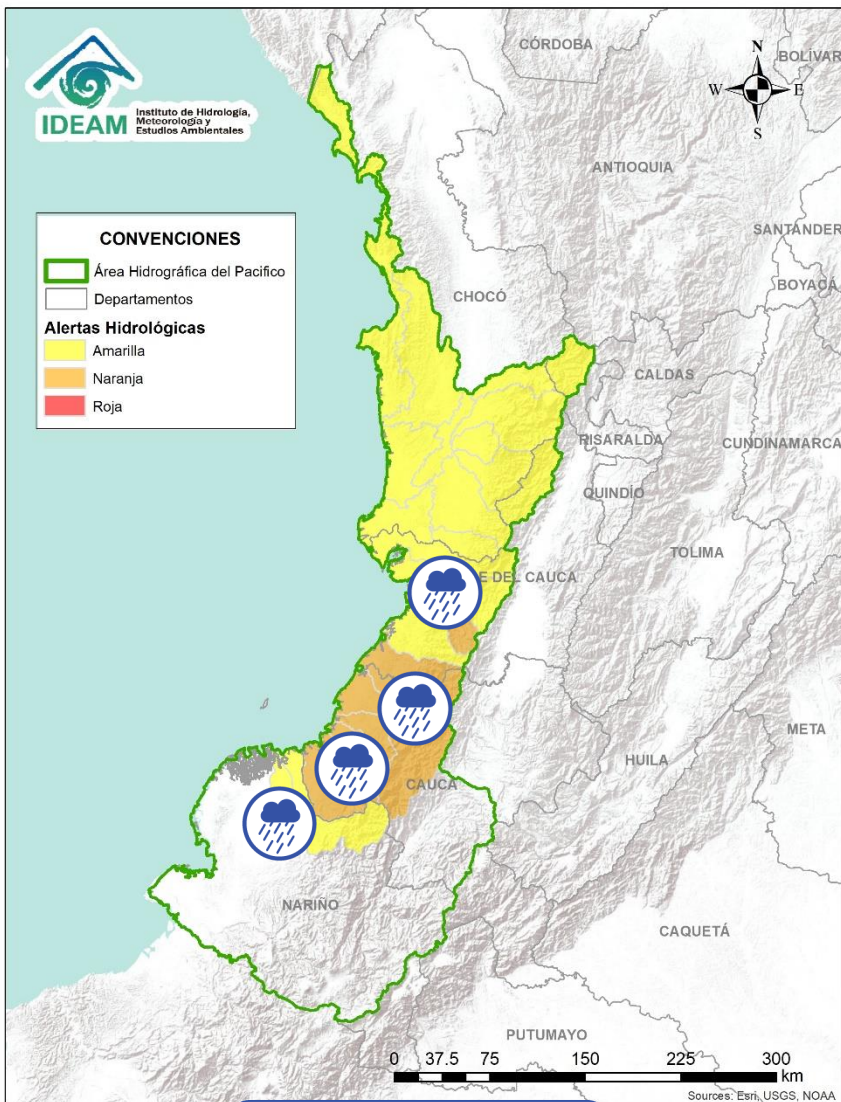 CÓRDOBA
BOLÍVAR
N
W
E
S
IDEAM
Instituto de Hidrología,
Meteorología y
Estudios Ambientales
ANTIOQUIA
SANTANDER
BOYACÁ
CONVENCIONES
Área Hidrográfica del Pacifico
Departamentos
Alertas Hidrológicas
Amarilla
Naranja
Roja
CHOCÓ
CALDAS
RISARALDA
CUNDINAMARCA
QUINDÍO
TOLIMA
E DEL CAUCA
META
HUILA
CAUCA
NARIÑO
CAQUETÁ
PUTUMAYO
0 37.5 75 150 225 300
km
Sources: Esri, USGS, NOAA